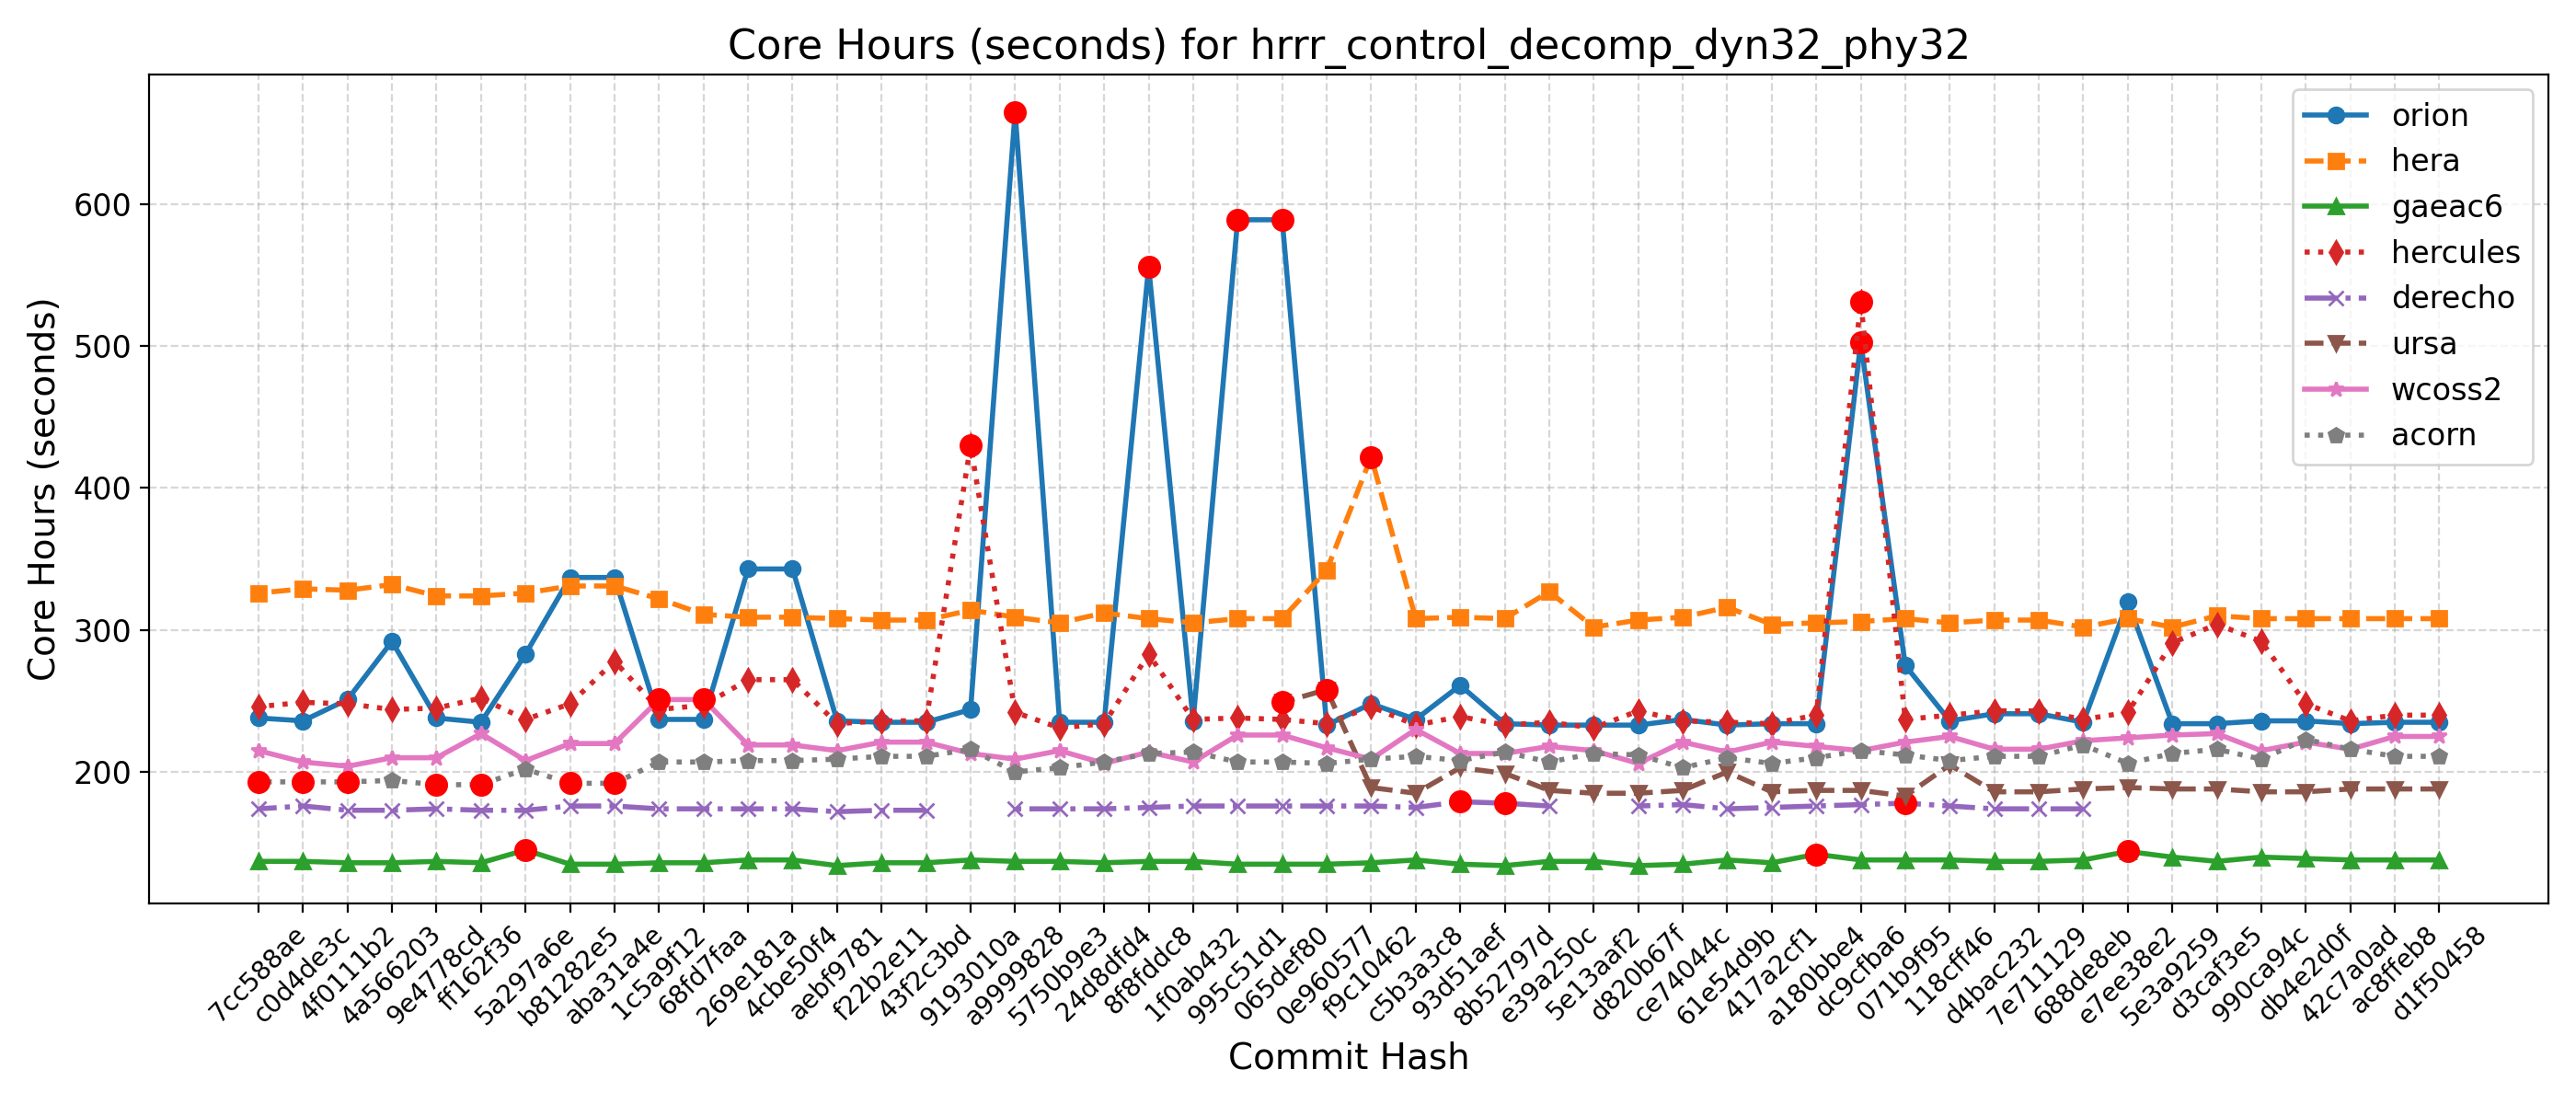 Core Hours (seconds) for hrrr_control_decomp_dyn32_phy32
Core Hours (seconds)
600
500
400
300
200
orion
hera
gaeac6
hercules
derecho
ursa
wcoss2
acorn
7cc588ae
c0d4de3c
4f0111b2
4a566203
9e4778cd
ff162f36
5a297a6e
b81282e5
aba31a4e
1c5a9f12
68fd7faa
269e181a
4cbe50f4
aebf9781
f22b2e11
43f2c3bd
9193010a
a9999828
5750b9e3
24d8dfd4
8f8fddc8
1f0ab432
995c51d1
065def80
0e960577
f9c10462
c5b3a3c8
93d51aef
8b52797d
e39a250c
5e13aaf2
d820b67f
ce74044c
61e54d9b
417a2cf1
a180bbe4
dc9cfba6
071b9f95
118cff46
d4bac232
7e711129
688de8eb
e7ee38e2
5e3a9259
d3caf3e5
990ca94c
db4e2d0f
42c7a0ad
ac8ffeb8
d1f50458
Commit Hash